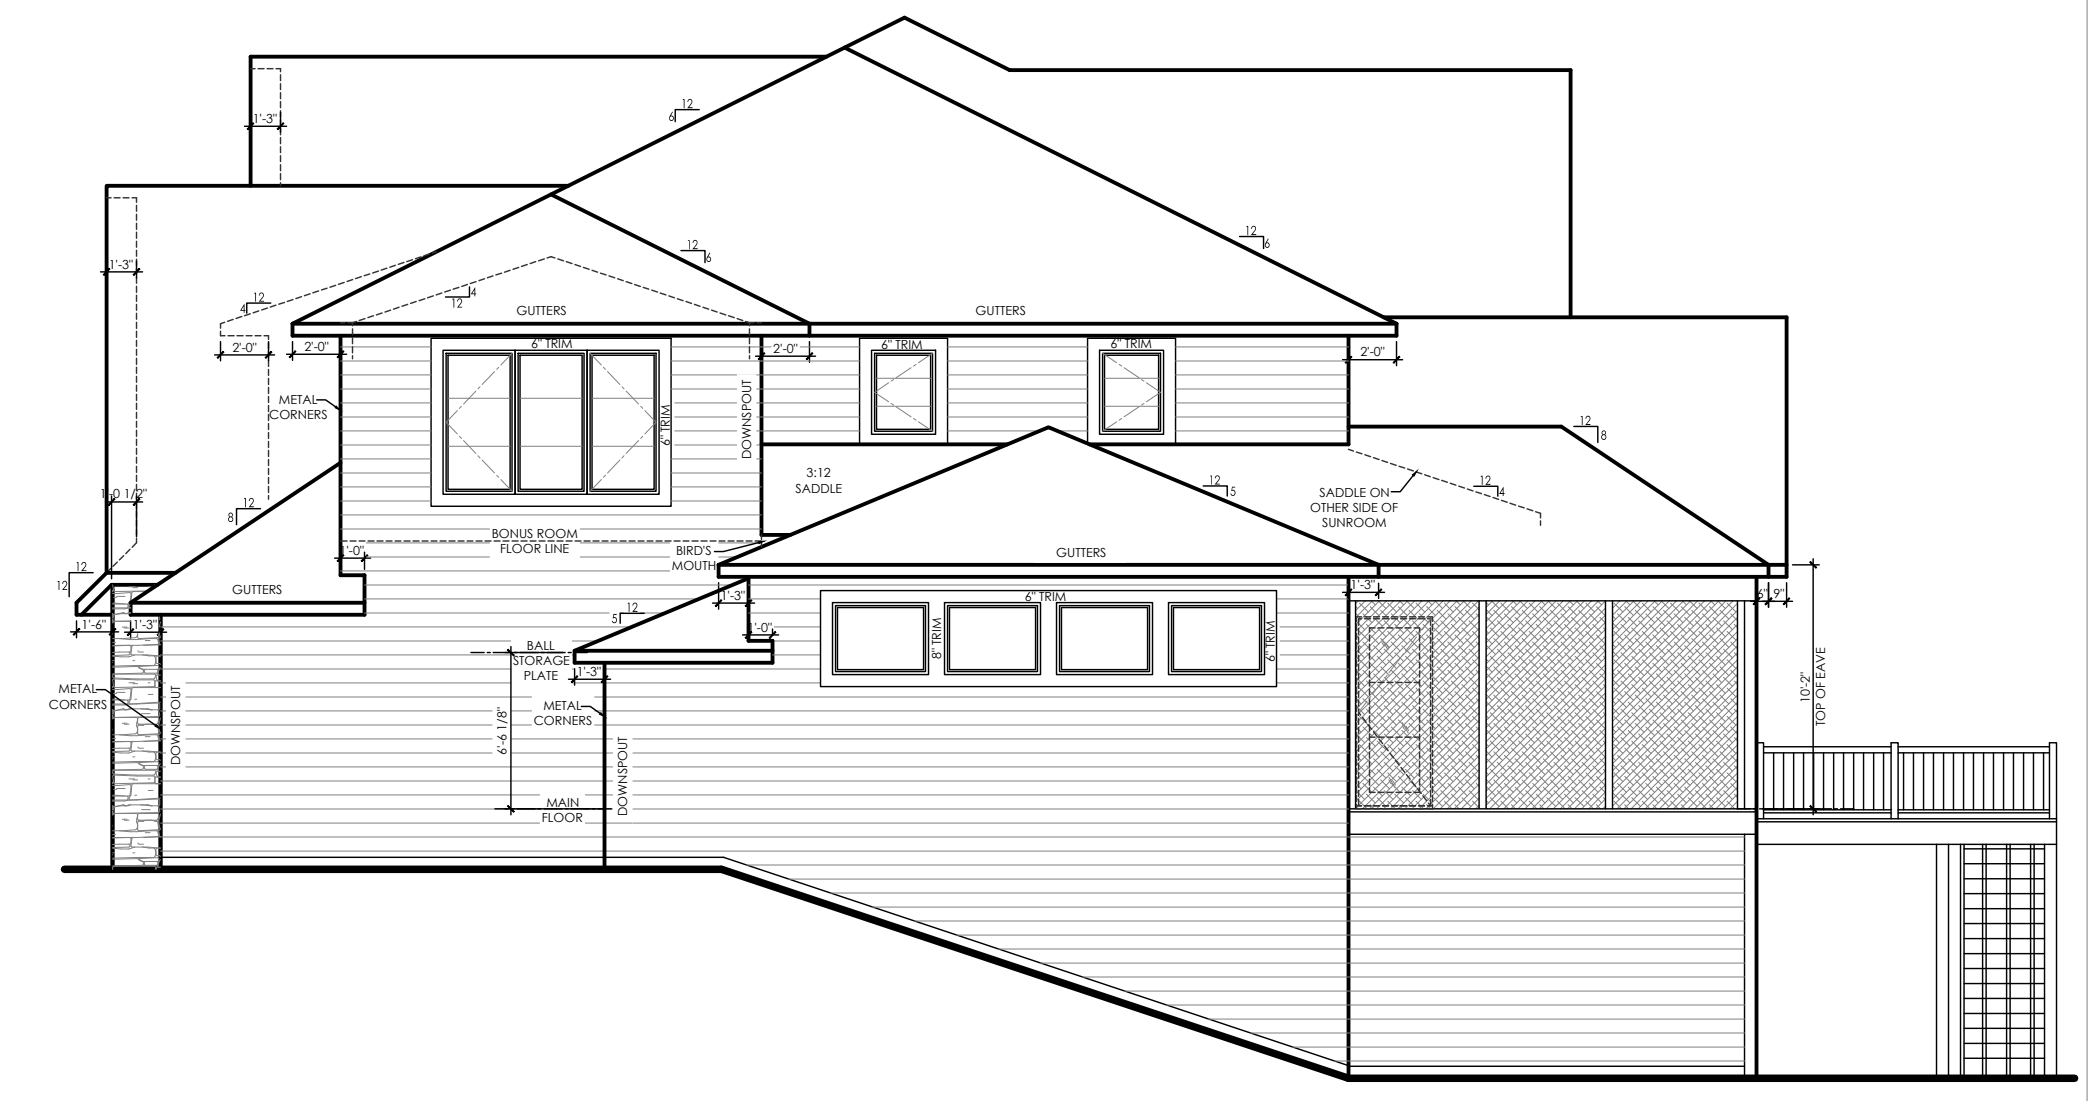 12
6
1'-3"
12
6
12
6
1'-3"
12
4
12
4
GUTTERS
GUTTERS
2'-0"
2'-0"
6" TRIM
2'-0"
6" TRIM
6" TRIM
2'-0"
METAL
CORNERS
6" TRIM
DOWNSPOUT
12
8
3:12
SADDLE
12
5
SADDLE ON
OTHER SIDE OF
SUNROOM
12
4
1'-0 1/2"
12
8
BONUS ROOM
FLOOR LINE
1'-0"
BIRD'S
MOUTH
GUTTERS
12
12
GUTTERS
1'-3"
6" TRIM
1'-3"
6"
9"
1'-6"
1'-3"
12
5
1'-0"
8" TRIM
6" TRIM
BALL
STORAGE
PLATE
1'-3"
10'-2"
TOP OF EAVE
METAL
CORNERS
DOWNSPOUT
6'-6 1/8"
METAL
CORNERS
DOWNSPOUT
MAIN
FLOOR